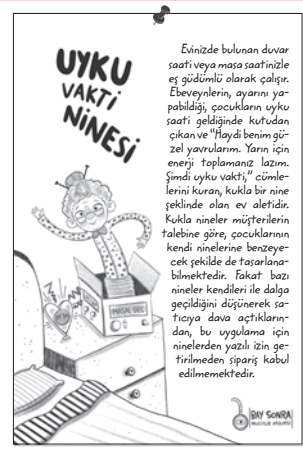 UYKU
VAKTİ
NİNESİ
Evinizde bulunan duvar
saati veya masa saatinizle
eş güdümlü olarak çalışır.
Ebeveynlerin, ayarını ya-
pabildiği, çocukların uyku
saati geldiğinde kutudan
çıkan ve “Haydi benim gü-
zel yavrularım. Yarın için
enerji toplamanız lazım.
Şimdi uyku vakti,” cümle-
lerini kuran, kukla bir nine
şeklinde olan ev aletidir.
Kukla nineler müşterilerin
talebine göre, çocuklarının
kendi ninelerine benzeye-
cek şekilde de tasarlana-
bilmektedir. Fakat bazı
nineler kendileri ile dalga
geçildiğini düşünerek sa-
tıcıya dava açtıkların-
dan, bu uygulama için
ninelerden yazılı izin ge-
tirilmeden sipariş kabul
edilmemektedir.
MASAL SEÇ
BAY SONRA